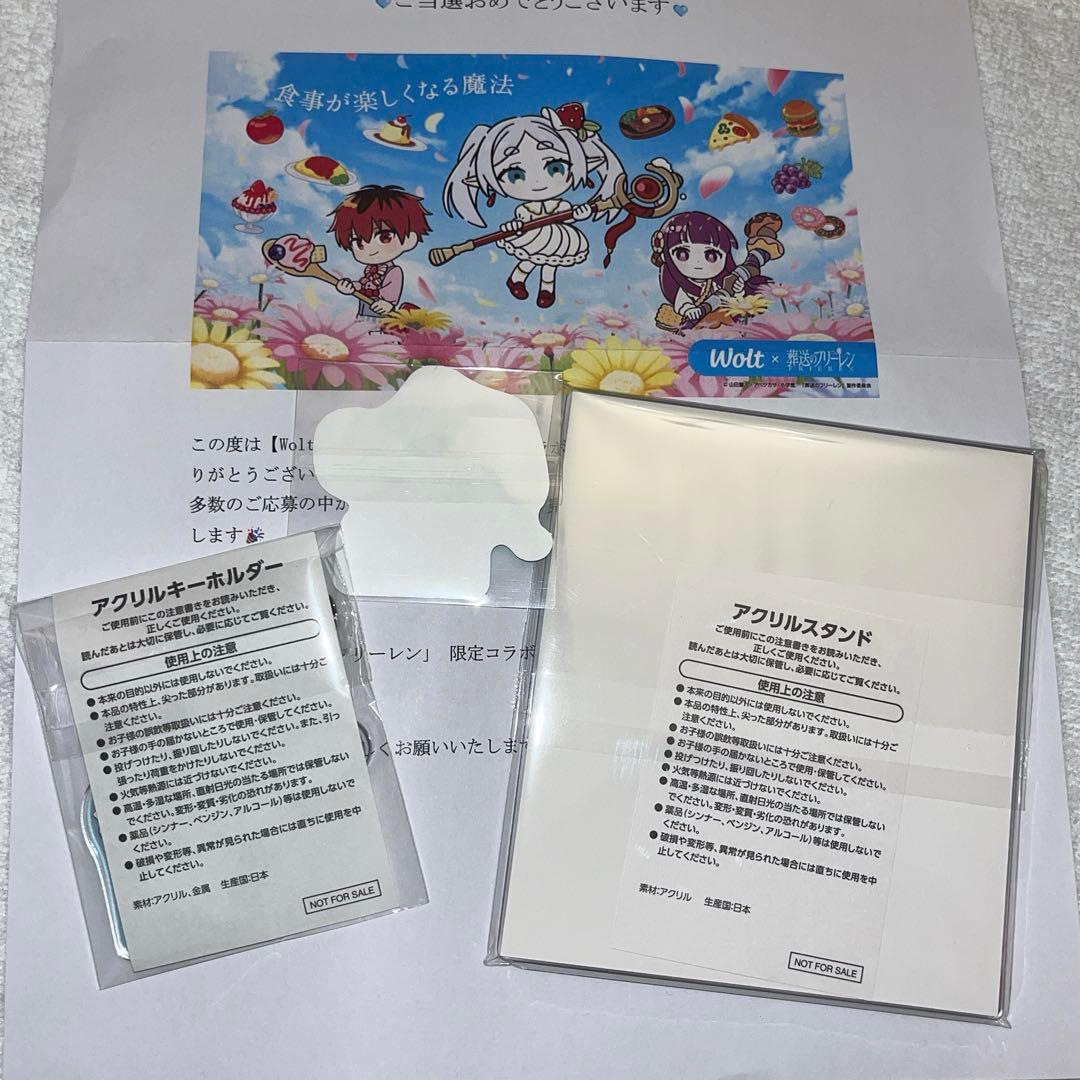 ご当選おめでとうございます
食事が楽しくなる魔法
Wolt × 葬送のフリーレン
FRIEREN
この度は【Wolt
りがとうござい
多数のご応募の中か
します
フリーレン」 限定コラボ
しくお願いいたします
アクリルキーホルダー
ご使用前にこの注意書きをお読みいただき、
正しくご使用ください。
読んだあとは大切に保管し、必要に応じてご覧ください。
使用上の注意
● 本来の目的以外には使用しないでください。
● 本品の特性上、尖った部分があります。取扱いには十分ご
注意ください。
● お子様の誤飲等取扱いには十分ご注意ください。
● お子様の手の届かないところで使用・保管してください。
● 投げつけたり、振り回したりしないでください。また、引っ
張ったり荷重をかけたりしないでください。
● 火気等熱源には近づけないでください。
● 高温・多湿な場所、直射日光の当たる場所では保管しない
でください。変形・変質・劣化の恐れがあります。
● 薬品(シンナー、ベンジン、アルコール)等は使用しないで
ください。
● 破損や変形等、異常が見られた場合には直ちに使用を中
止してください。
素材:アクリル、金属 生産国:日本
NOT FOR SALE
アクリルスタンド
ご使用前にこの注意書きをお読みいただき、
正しくご使用ください。
読んだあとは大切に保管し、必要に応じてご覧ください。
使用上の注意
● 本来の目的以外には使用しないでください。
● 本品の特性上、尖った部分があります。取扱いには十分ご
注意ください。
● お子様の誤飲等取扱いには十分ご注意ください。
● お子様の手の届かないところで使用・保管してください。
● 投げつけたり、振り回したりしないでください。
● 火気等熱源には近づけないでください。
● 高温・多湿な場所、直射日光の当たる場所では保管しない
でください。変形・変質・劣化の恐れがあります。
● 薬品(シンナー、ベンジン、アルコール)等は使用しないで
ください。
● 破損や変形等、異常が見られた場合には直ちに使用を中
止してください。
素材:アクリル 生産国:日本
NOT FOR SALE